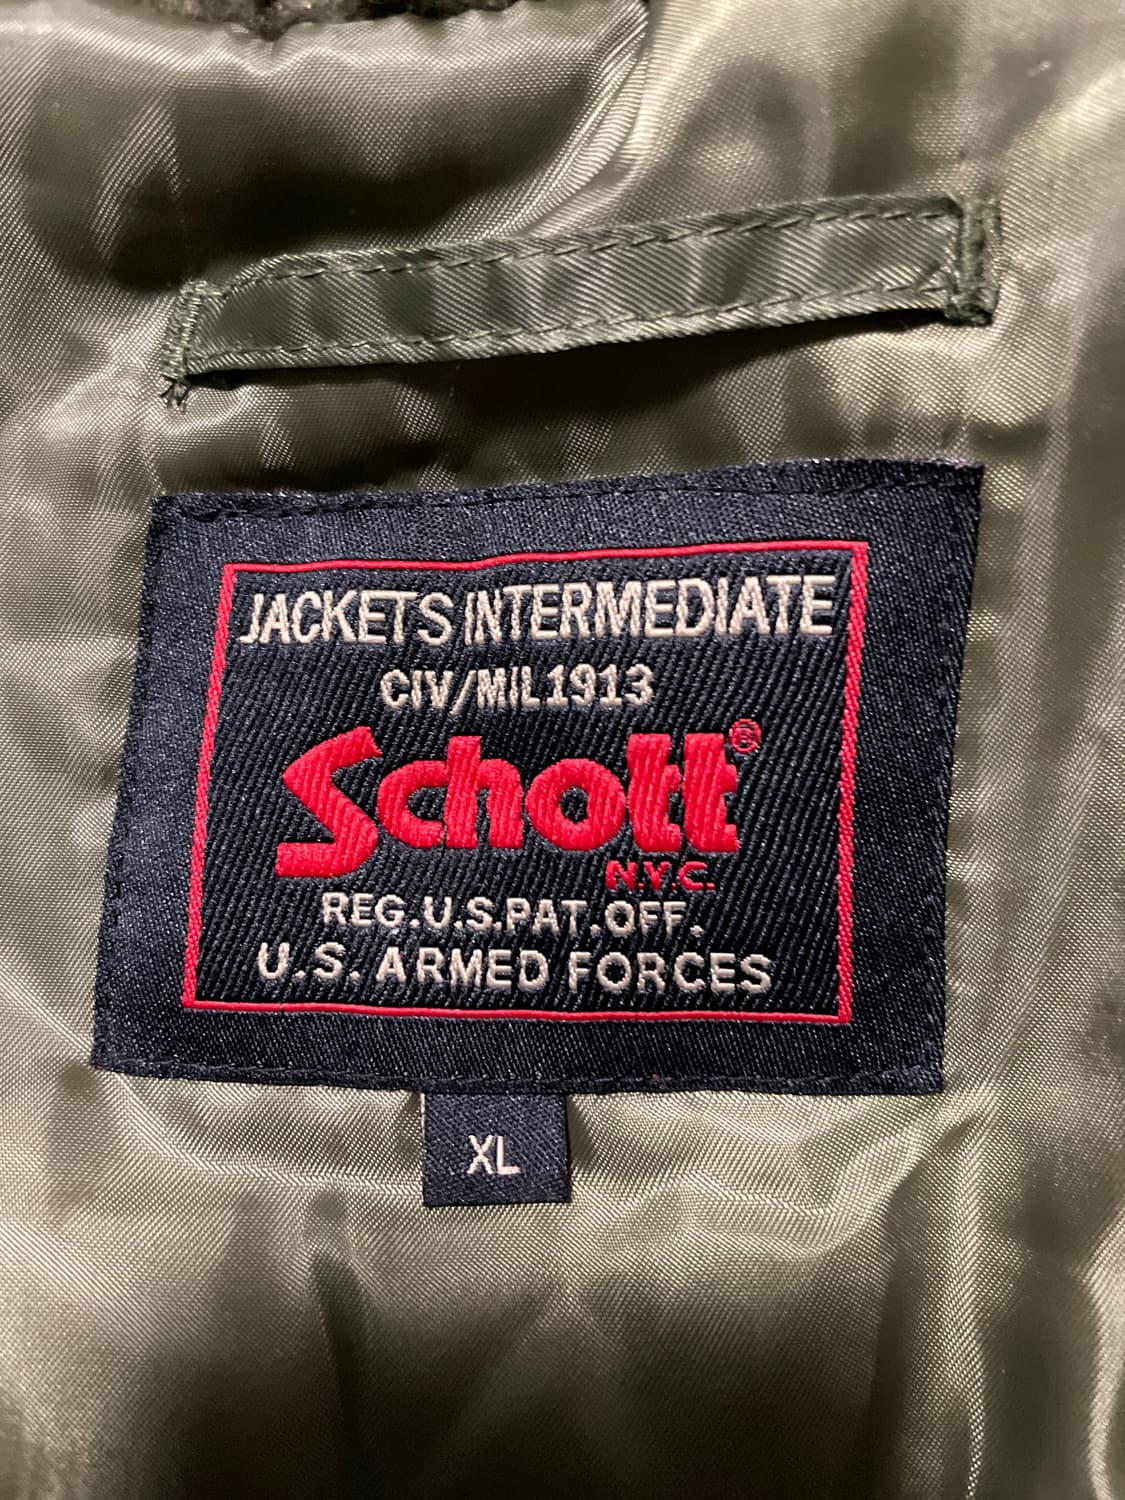 JACKETS INTERMEDIATE
CIV/MIL1913
Schott®
N.Y.C.
REG.U.S.PAT.OFF.
U.S. ARMED FORCES
XL